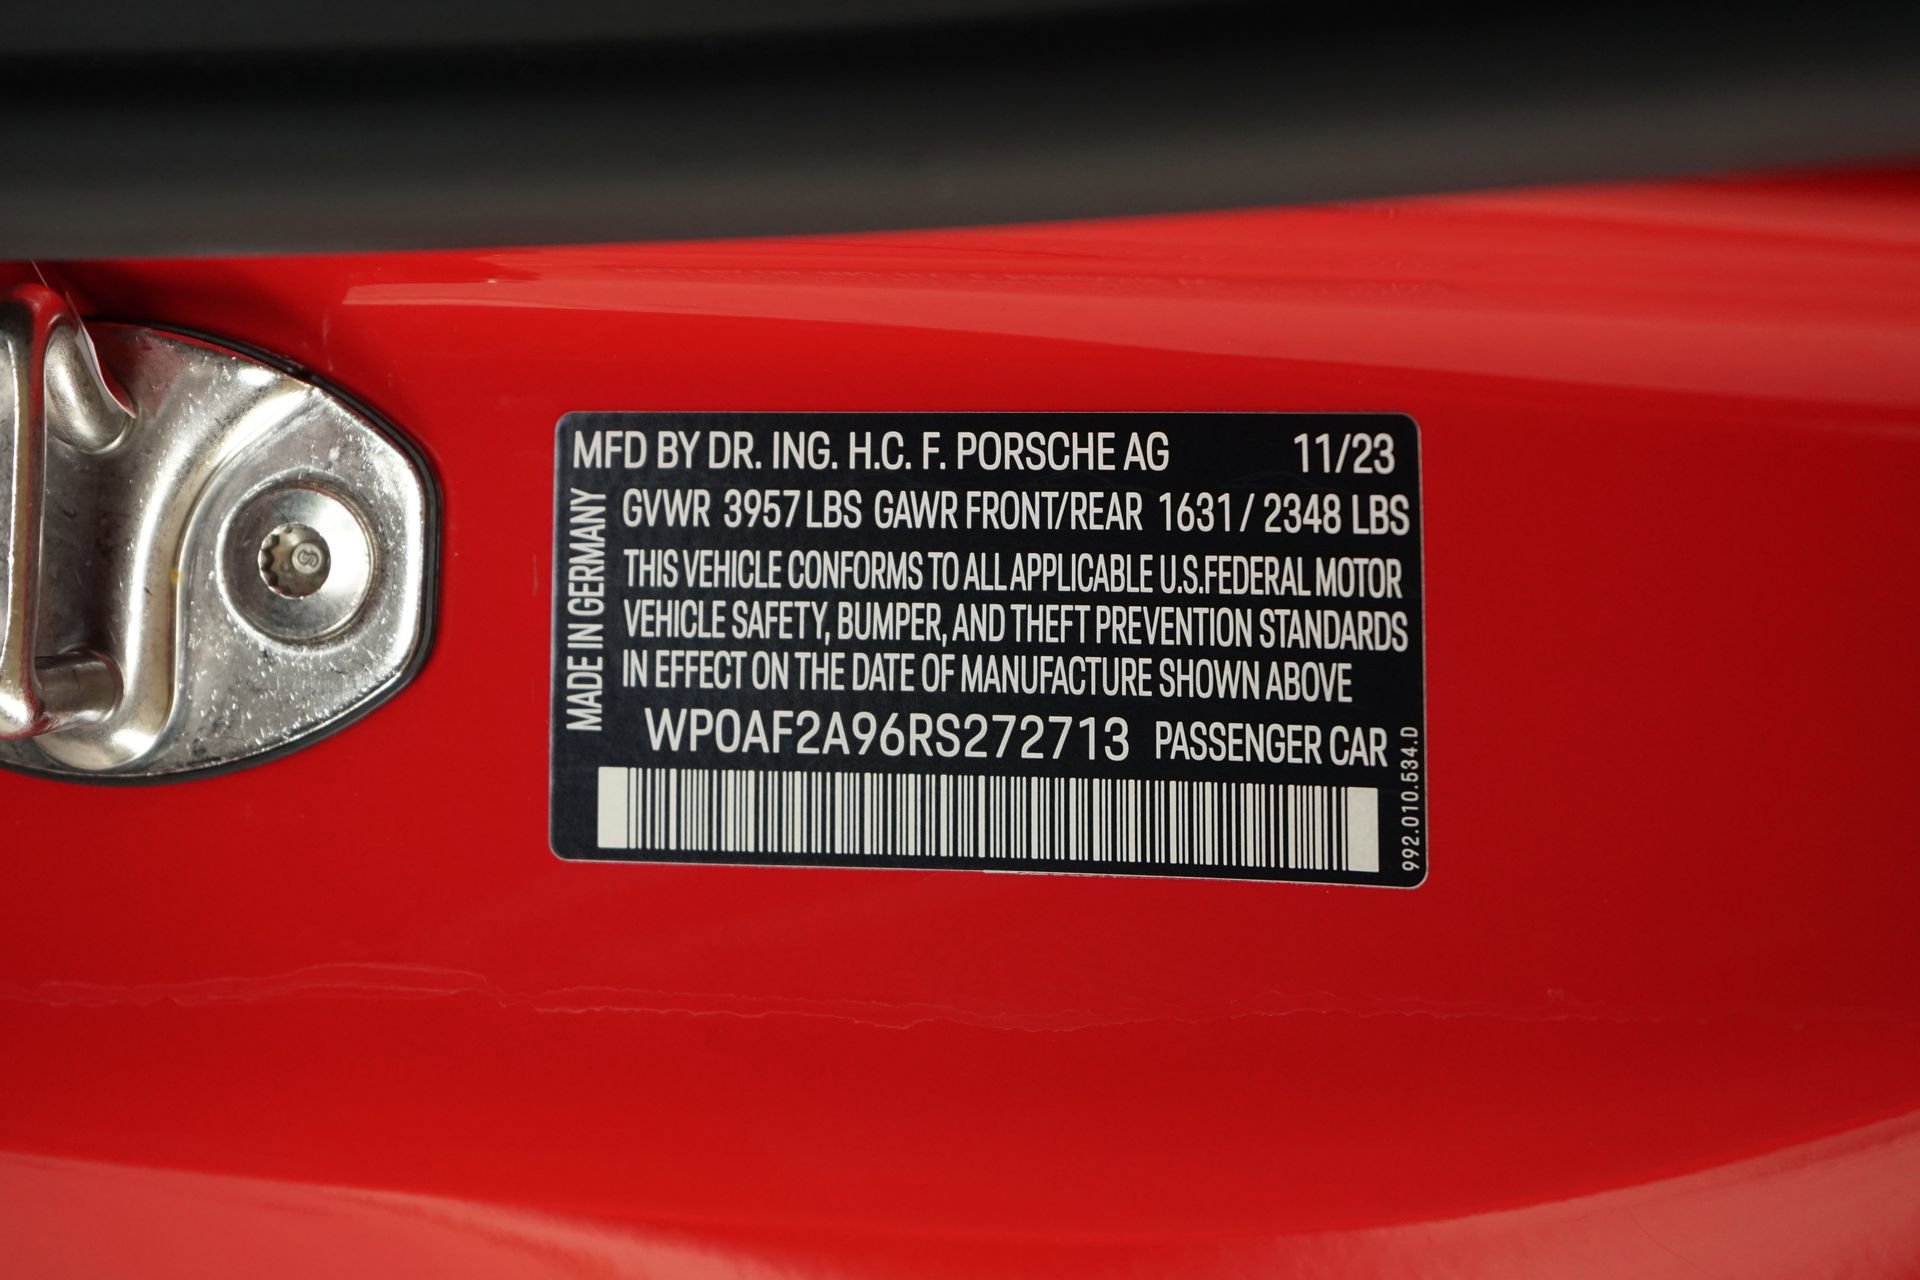 MFD BY DR. ING. H.C. F. PORSCHE AG 11/23
MADE IN GERMANY
GVWR 3957 LBS GAWR FRONT/REAR 1631 / 2348 LBS
THIS VEHICLE CONFORMS TO ALL APPLICABLE U.S.FEDERAL MOTOR
VEHICLE SAFETY, BUMPER, AND THEFT PREVENTION STANDARDS
IN EFFECT ON THE DATE OF MANUFACTURE SHOWN ABOVE
WP0AF2A96RS272713 PASSENGER CAR
992.010.534.D